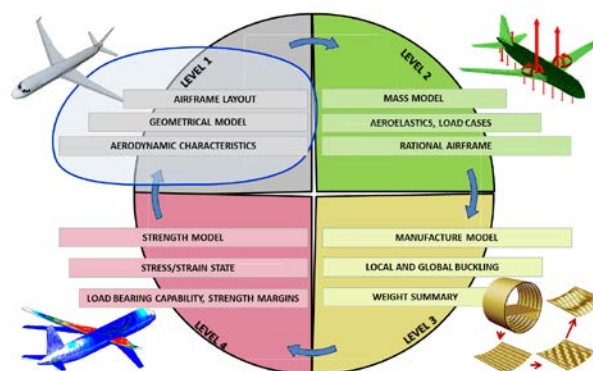 LEVEL 1
AIRFRAME LAYOUT
GEOMETRICAL MODEL
AERODYNAMIC CHARACTERISTICS
LEVEL 2
MASS MODEL
AEROELASTICS, LOAD CASES
RATIONAL AIRFRAME
STRENGTH MODEL
STRESS/STRAIN STATE
LOAD BEARING CAPABILITY, STRENGTH MARGINS
LEVEL 4
MANUFACTURE MODEL
LOCAL AND GLOBAL BUCKLING
WEIGHT SUMMARY
LEVEL 3